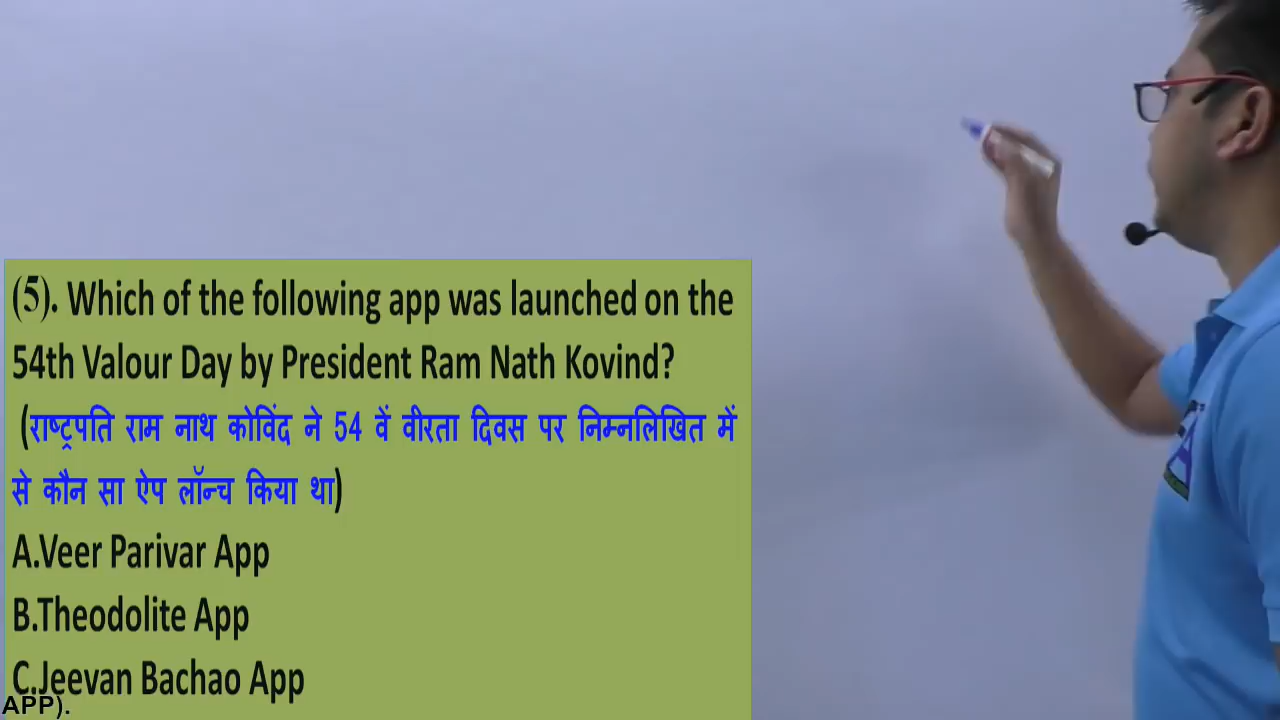 (5). Which of the following app was launched on the
54th Valour Day by President Ram Nath Kovind?
(राष्ट्रपति राम नाथ कोविंद ने 54 वें वीरता दिवस पर निम्नलिखित में
से कौन सा ऐप लॉन्च किया था)
A.Veer Parivar App
B.Theodolite App
C.Jeevan Bachao App
APP).